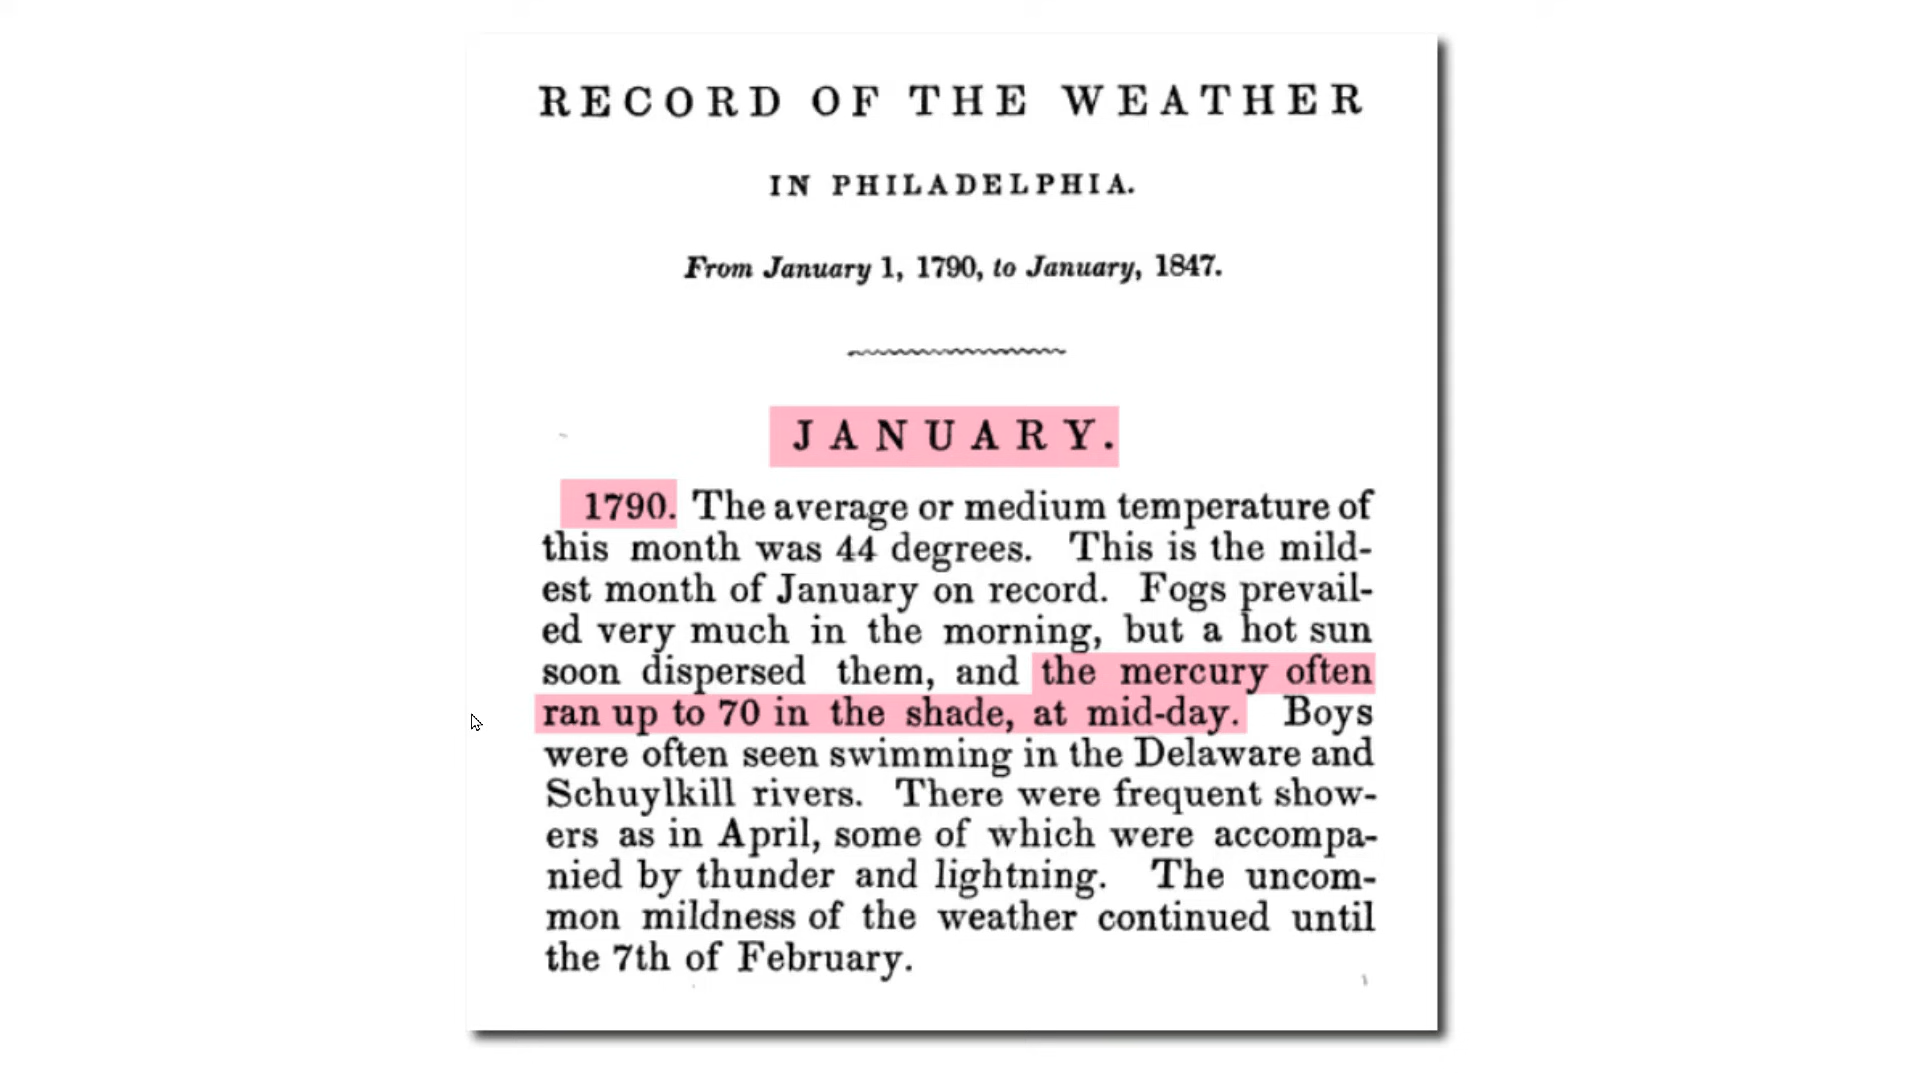 RECORD OF THE WEATHER
IN PHILADELPHIA.
From January 1, 1790, to January, 1847.
JANUARY.
1790. The average or medium temperature of
this month was 44 degrees. This is the mild-
est month of January on record. Fogs prevail-
ed very much in the morning, but a hot sun
soon dispersed them, and the mercury often
ran up to 70 in the shade, at mid-day. Boys
were often seen swimming in the Delaware and
Schuylkill rivers. There were frequent show-
ers as in April, some of which were accompa-
nied by thunder and lightning. The uncom-
mon mildness of the weather continued until
the 7th of February.